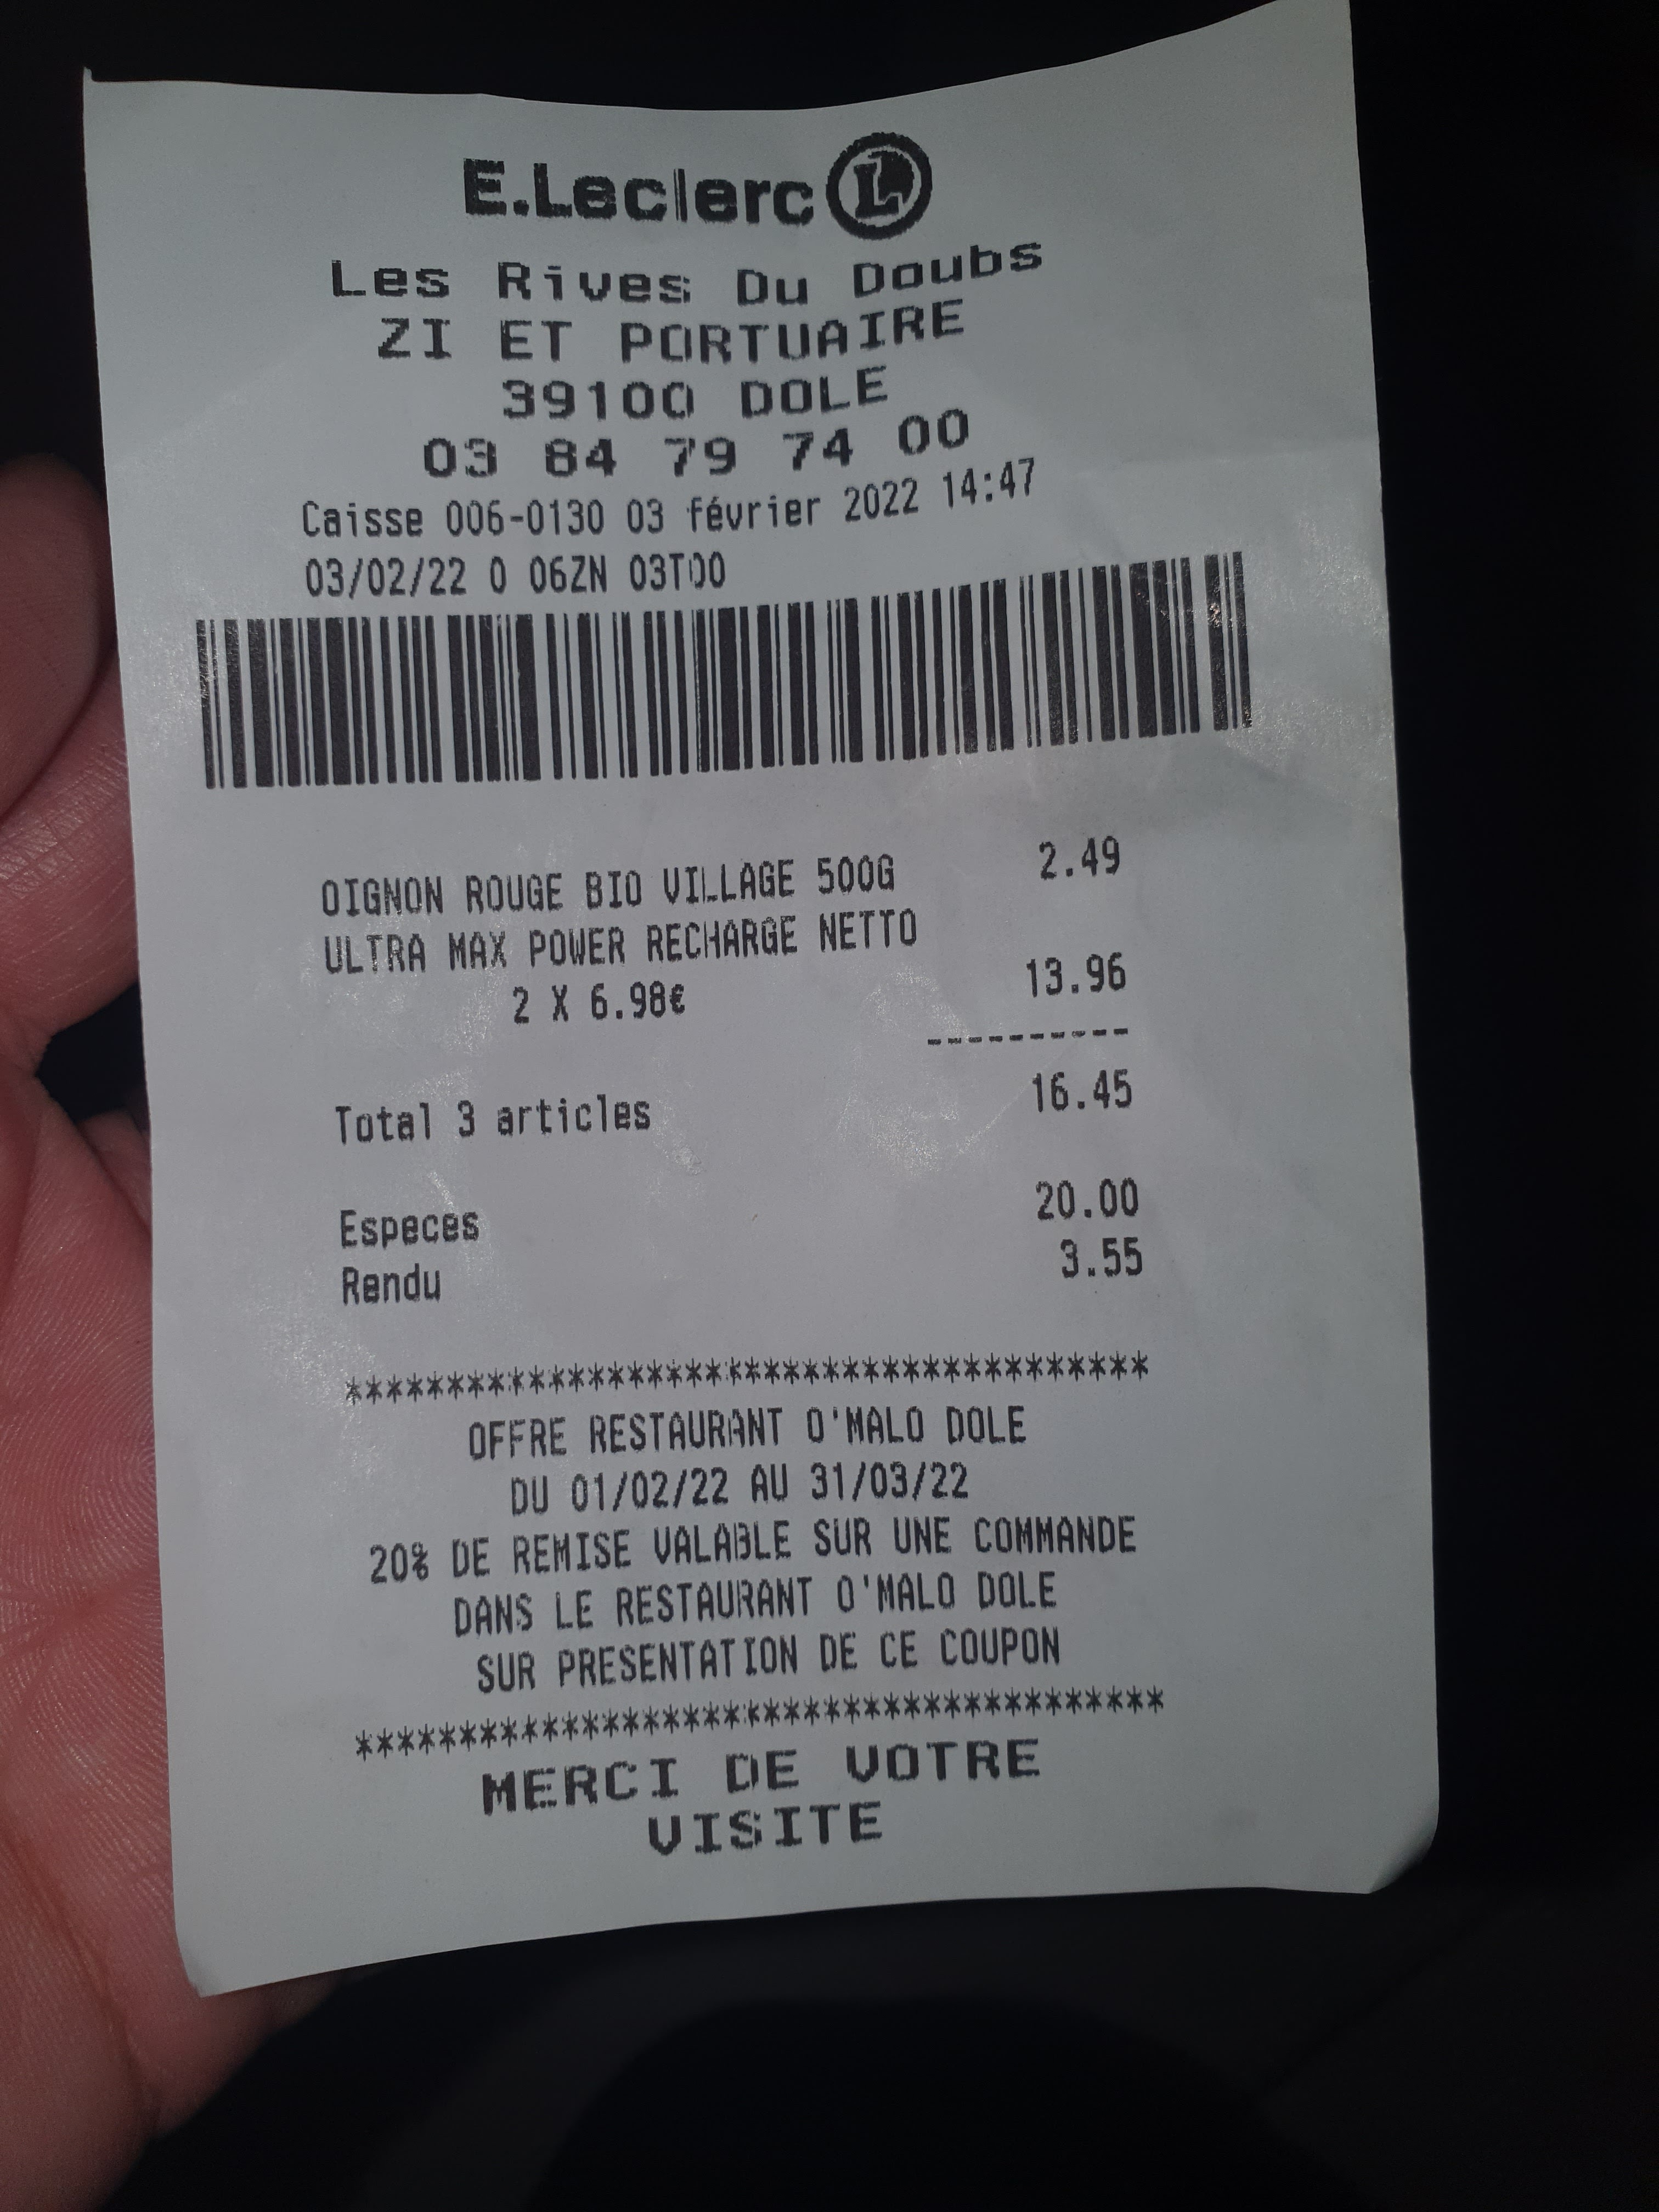 E.Leclerc L
Les Rives Du Doubs
ZI ET PORTUAIRE
39100 DOLE
03 84 79 74 00
Caisse 006-0130 03 février 2022 14:47
03/02/22 0 06ZN 03T00
OIGNON ROUGE BIO VILLAGE 500G 2.49
ULTRA MAX POWER RECHARGE NETTO
2 X 6.98€ 13.96
----------
Total 3 articles 16.45
Especes 20.00
Rendu 3.55
****************************************
OFFRE RESTAURANT O'MALO DOLE
DU 01/02/22 AU 31/03/22
20% DE REMISE VALABLE SUR UNE COMMANDE
DANS LE RESTAURANT O'MALO DOLE
SUR PRESENTATION DE CE COUPON
****************************************
MERCI DE VOTRE
VISITE